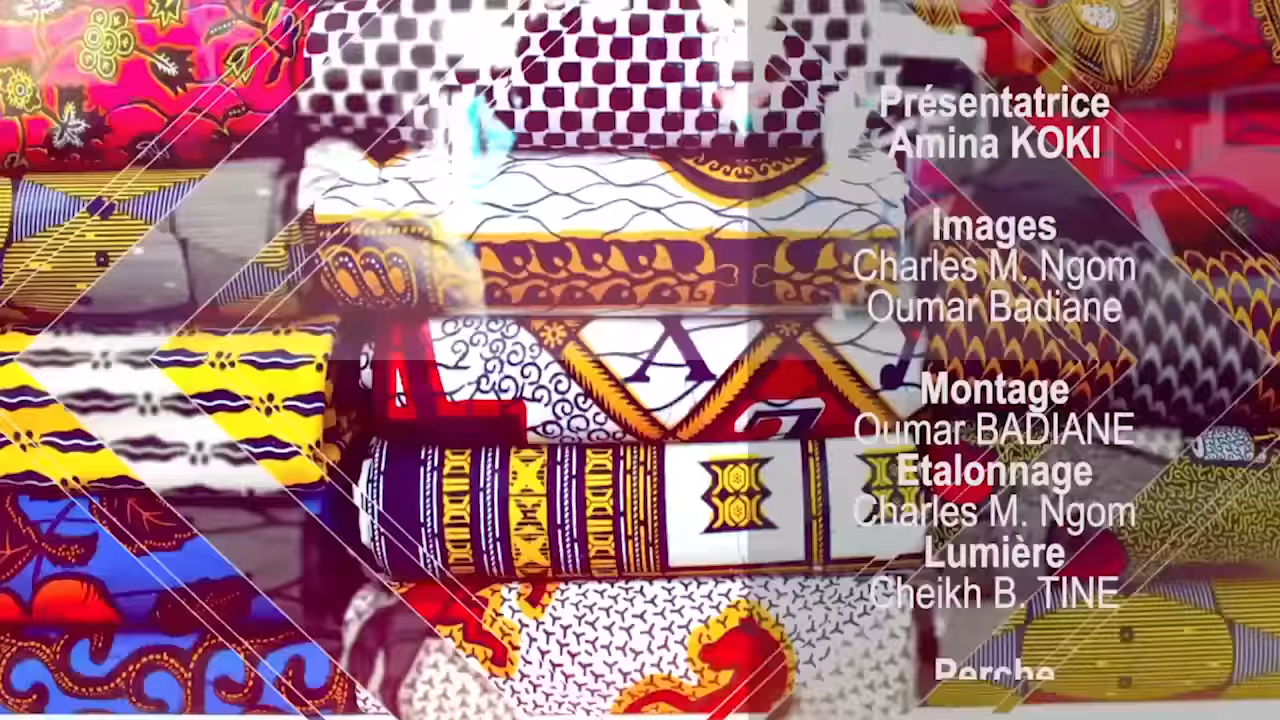 Présentatrice
Amina KOKI
Images
Charles M. Ngom
Oumar Badiane
Montage
Oumar BADIANE
Etalonnage
Charles M. Ngom
Lumière
Cheikh B. TINE
Perche
A